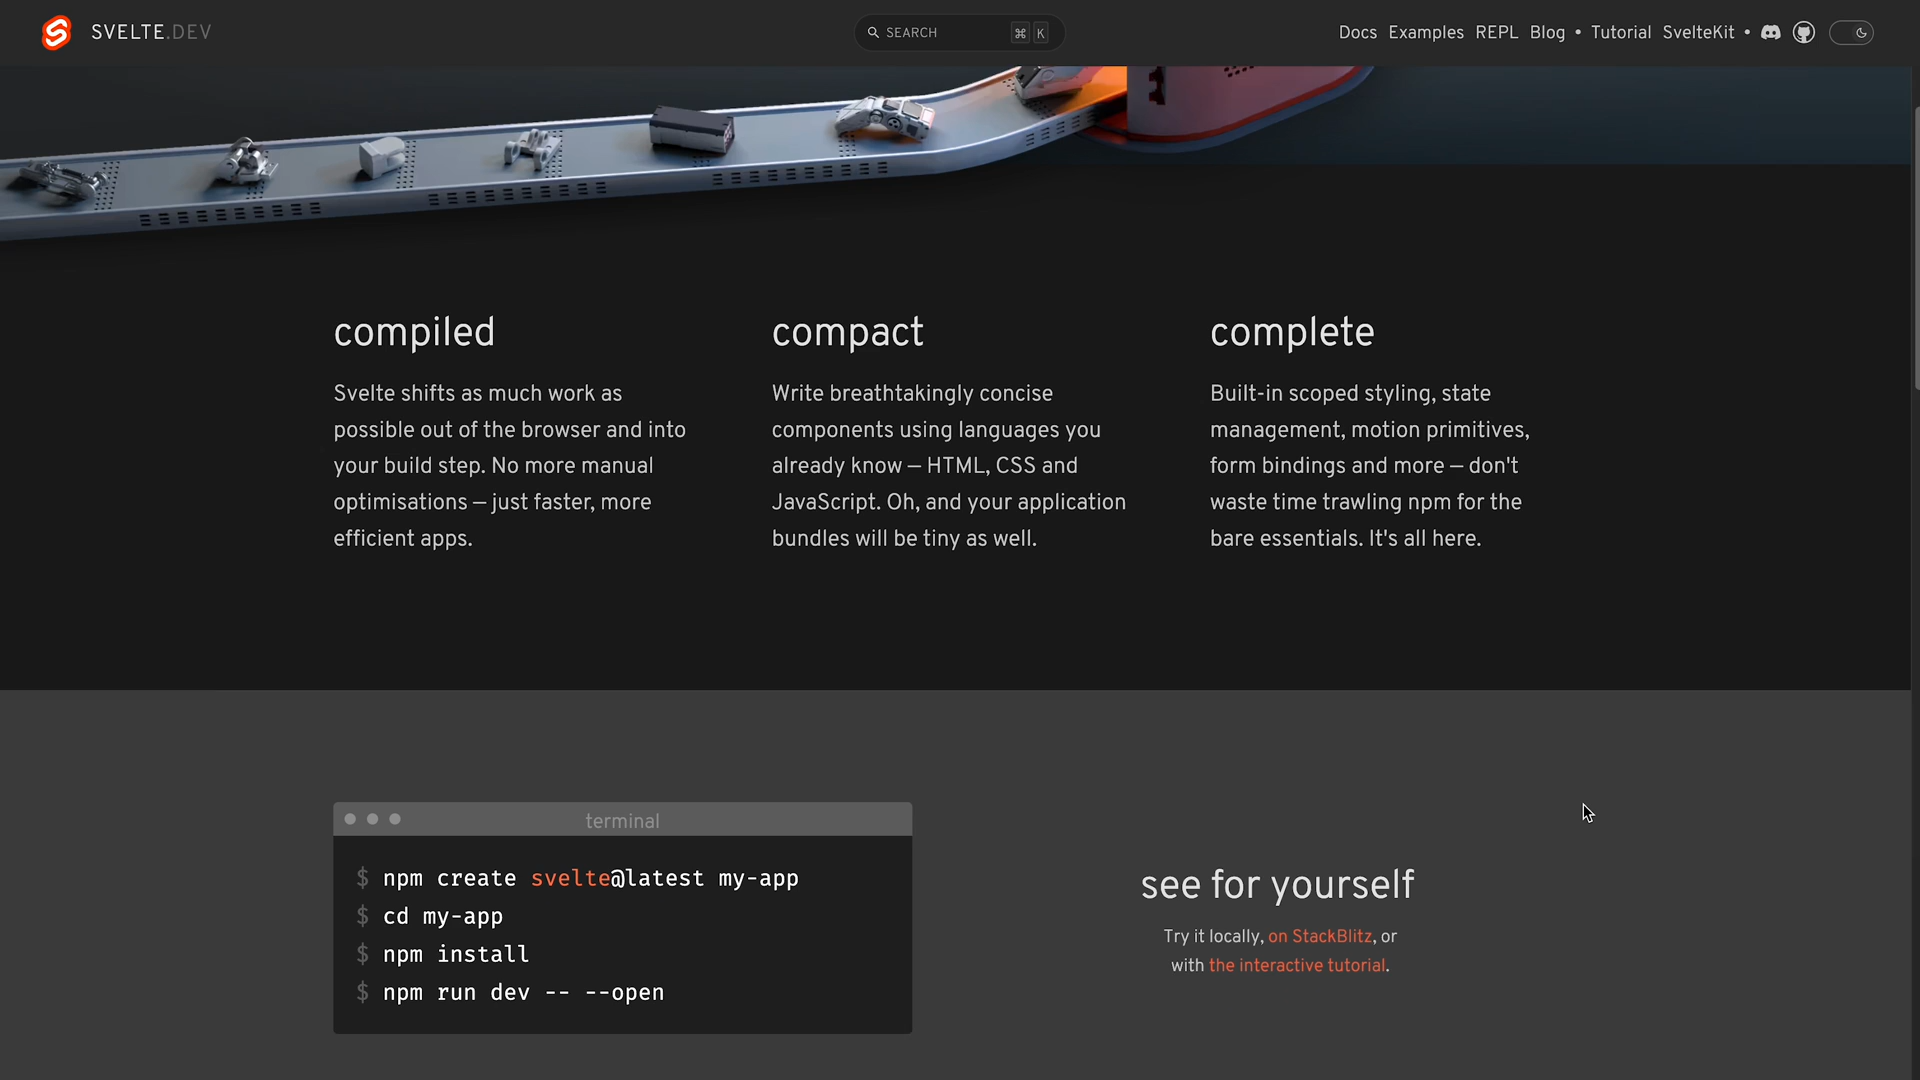 SVELTE.DEV
SEARCH ⌘ K
Docs Examples REPL Blog • Tutorial SvelteKit •
compiled
Svelte shifts as much work as
possible out of the browser and into
your build step. No more manual
optimisations — just faster, more
efficient apps.
compact
Write breathtakingly concise
components using languages you
already know — HTML, CSS and
JavaScript. Oh, and your application
bundles will be tiny as well.
complete
Built-in scoped styling, state
management, motion primitives,
form bindings and more — don't
waste time trawling npm for the
bare essentials. It's all here.
terminal
$ npm create svelte@latest my-app
$ cd my-app
$ npm install
$ npm run dev -- --open
see for yourself
Try it locally, on StackBlitz, or
with the interactive tutorial.